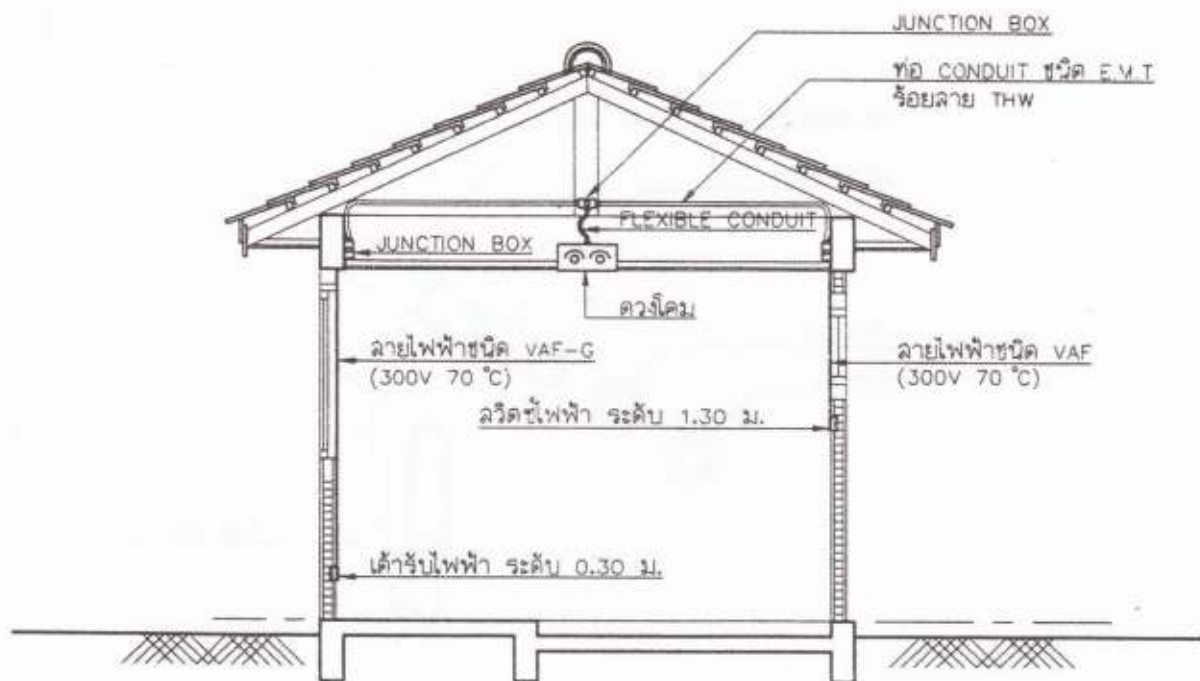 JUNCTION BOX
ท่อ CONDUIT ชนิด E.M.T
ร้อยสาย THW
FLEXIBLE CONDUIT
JUNCTION BOX
ดวงโคม
สายไฟฟ้าชนิด VAF-G
(300V 70 °C)
สายไฟฟ้าชนิด VAF
(300V 70 °C)
สวิตช์ไฟฟ้า ระดับ 1.30 ม.
เต้ารับไฟฟ้า ระดับ 0.30 ม.